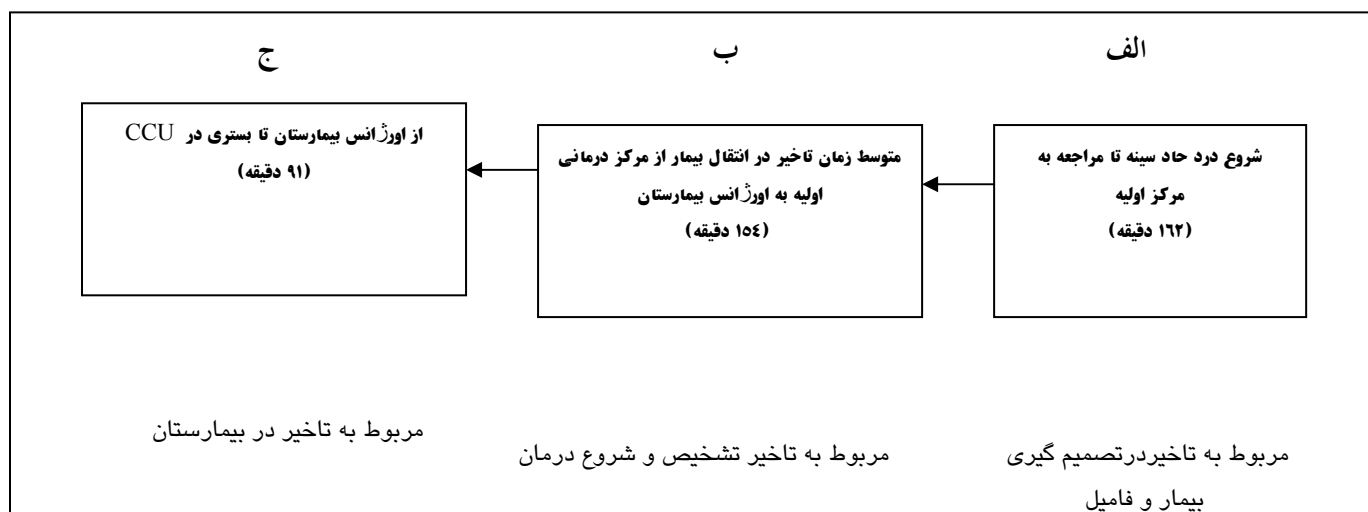 الف
ب
ج
شروع درد حاد سینه تا مراجعه به
مرکز اولیه
(۱۶۲ دقیقه)
متوسط زمان تاخیر در انتقال بیمار از مرکز درمانی
اولیه به اورژانس بیمارستان
(۱۵٤ دقیقه)
از اورژانس بیمارستان تا بستری در CCU
(۹۱ دقیقه)
مربوط به تاخیردرتصمیم گیری
بیمار و فامیل
مربوط به تاخیر تشخیص و شروع درمان
مربوط به تاخیر در بیمارستان